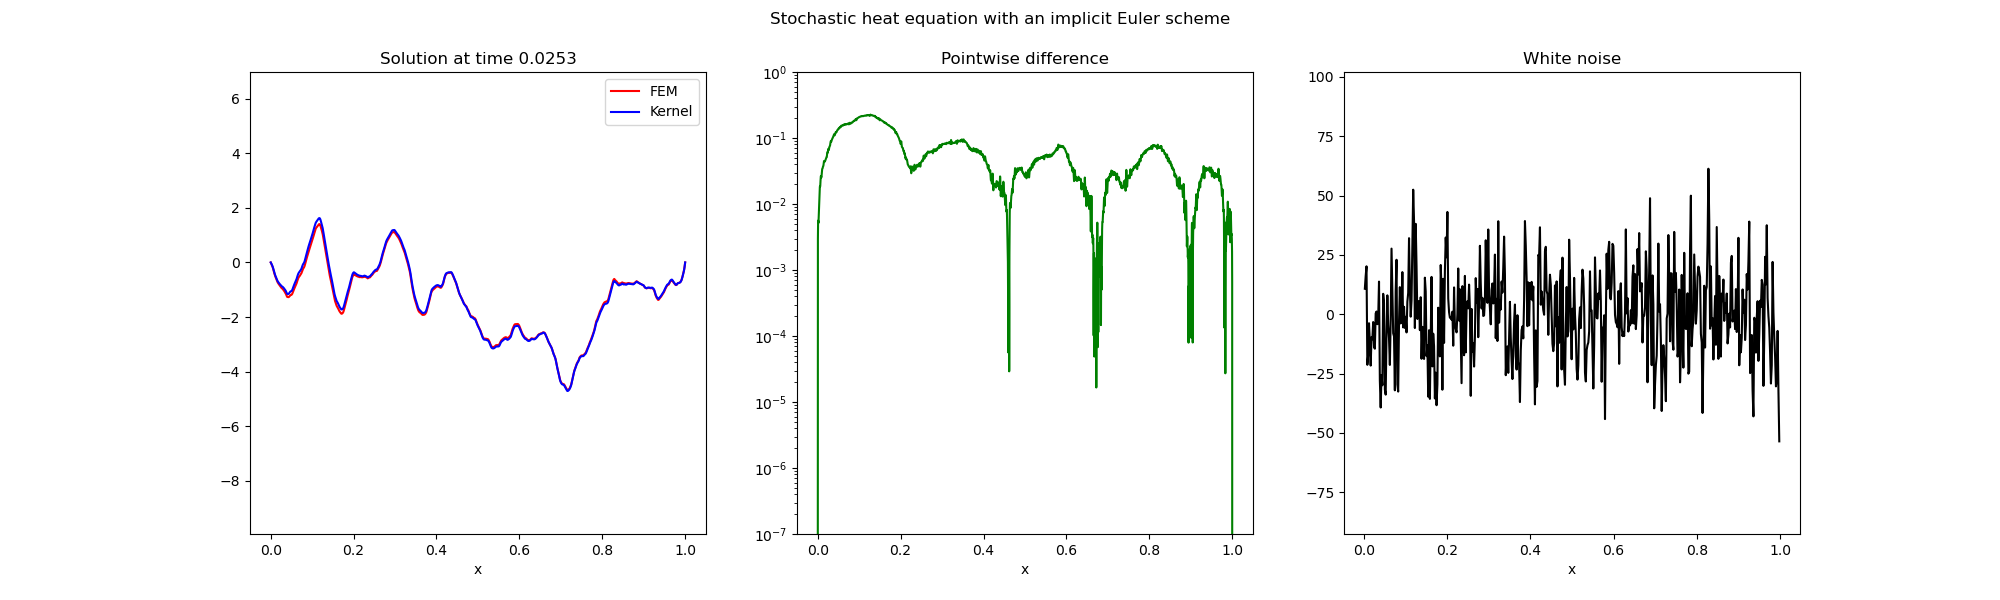 Stochastic heat equation with an implicit Euler scheme
Solution at time 0.0253
6
4
2
0
−2
−4
−6
−8
FEM
Kernel
0.0 0.2 0.4 0.6 0.8 1.0
x
Pointwise difference
10⁰
10⁻¹
10⁻²
10⁻³
10⁻⁴
10⁻⁵
10⁻⁶
10⁻⁷
0.0 0.2 0.4 0.6 0.8 1.0
x
White noise
100
75
50
25
0
−25
−50
−75
0.0 0.2 0.4 0.6 0.8 1.0
x